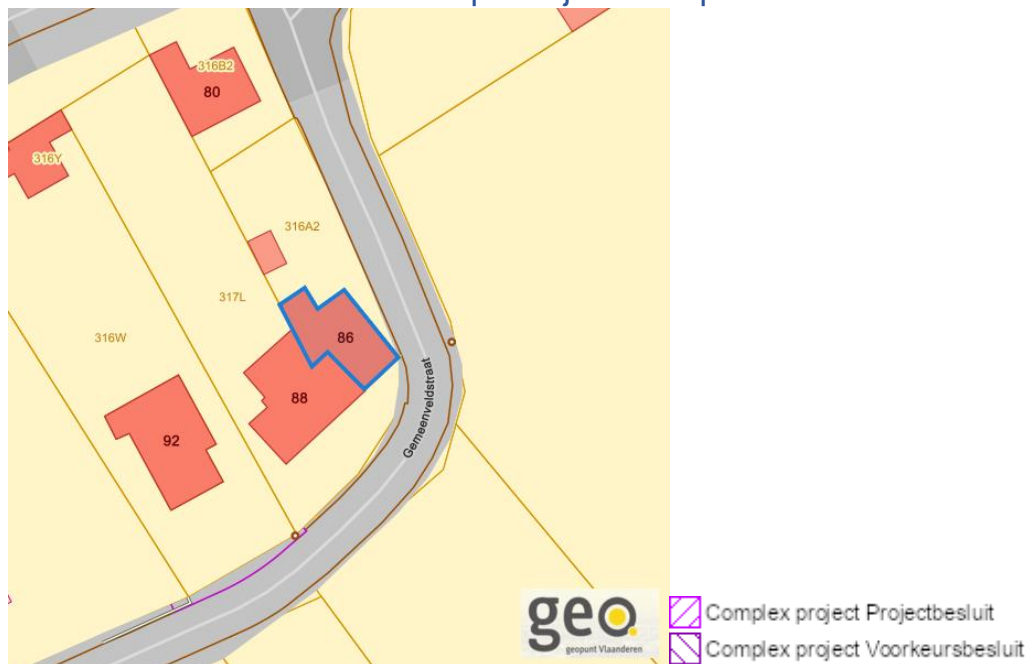 316B2
80
316Y
316A2
317L
316W
86
88
92
Gemeenveldstraat
geo.
geopunt Vlaanderen
Complex project Projectbesluit
Complex project Voorkeursbesluit